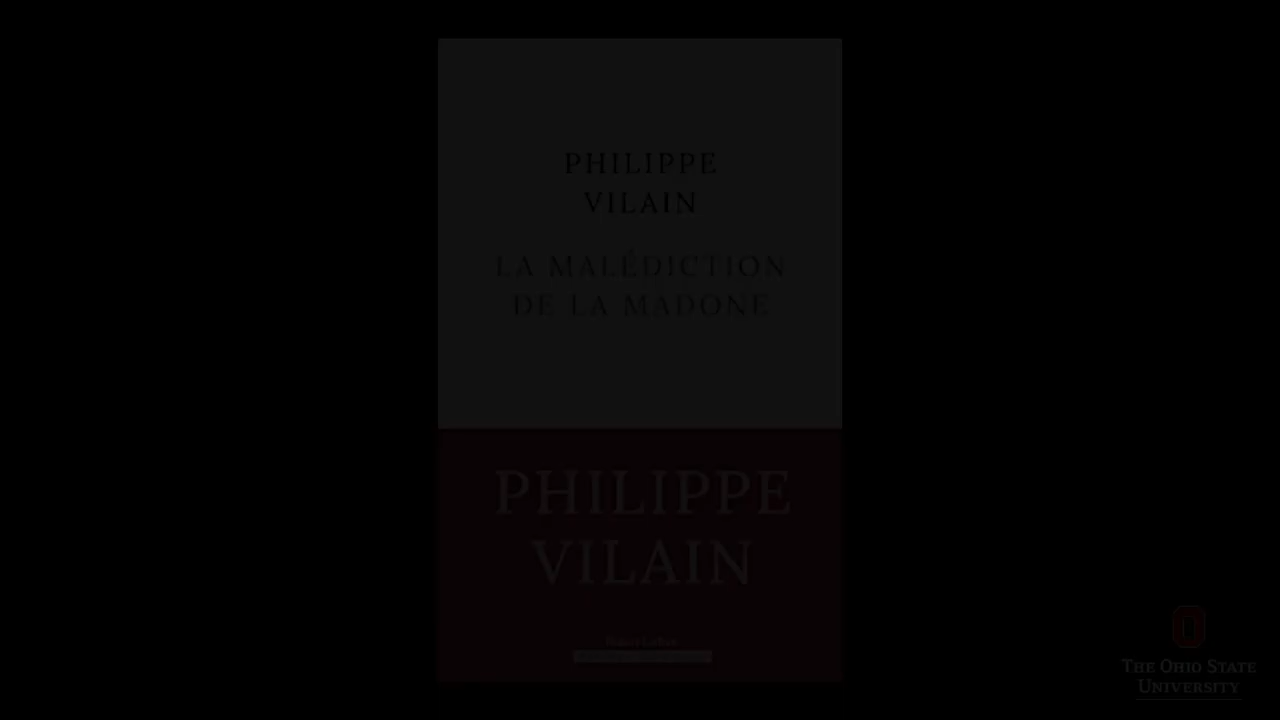 PHILIPPE
VILAIN
LA MALÉDICTION
DE LA MADONE
PHILIPPE
VILAIN
THE OHIO STATE
UNIVERSITY